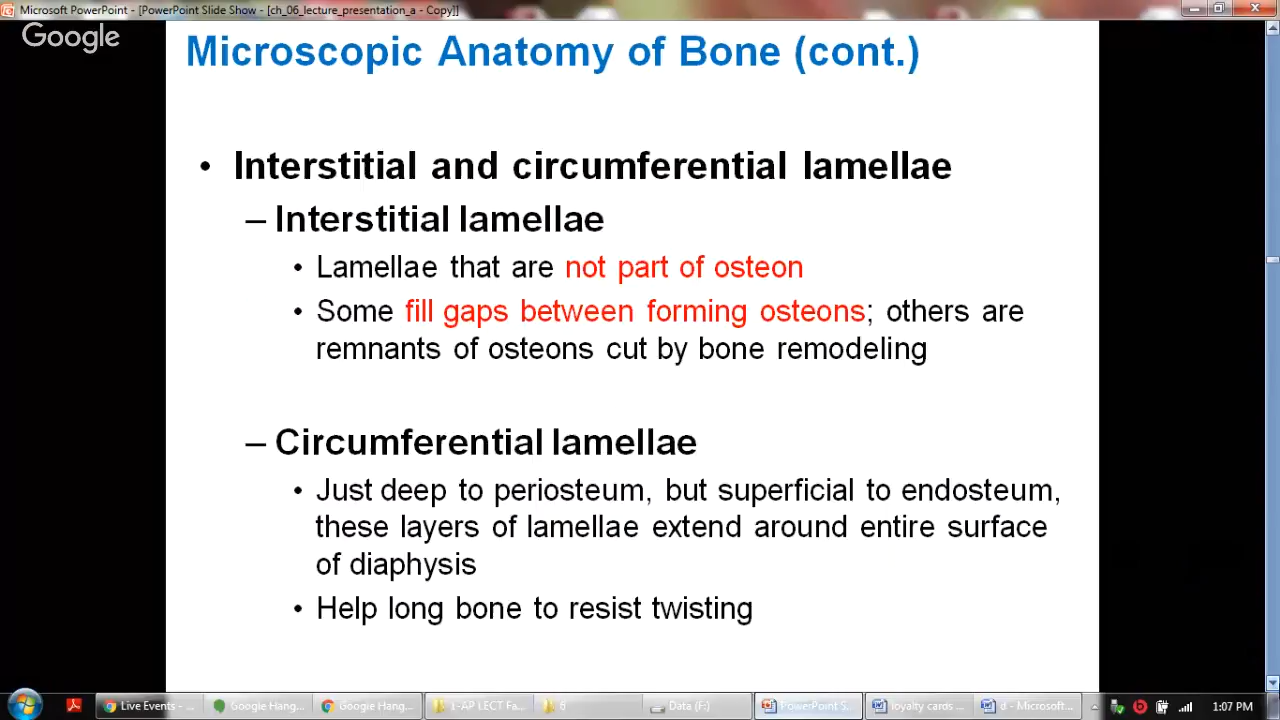 Microsoft PowerPoint - [PowerPoint Slide Show - [ch_06_lecture_presentation_a - Copy]]
Google
Microscopic Anatomy of Bone (cont.)
• Interstitial and circumferential lamellae
– Interstitial lamellae
• Lamellae that are not part of osteon
• Some fill gaps between forming osteons; others are
remnants of osteons cut by bone remodeling
– Circumferential lamellae
• Just deep to periosteum, but superficial to endosteum,
these layers of lamellae extend around entire surface
of diaphysis
• Help long bone to resist twisting
Live Events - ... Google Hang... Google Hang... 1-AP LECT Fa... 6 Data (F:) PowerPoint S... loyalty cards ... d - Microsoft... 1:07 PM